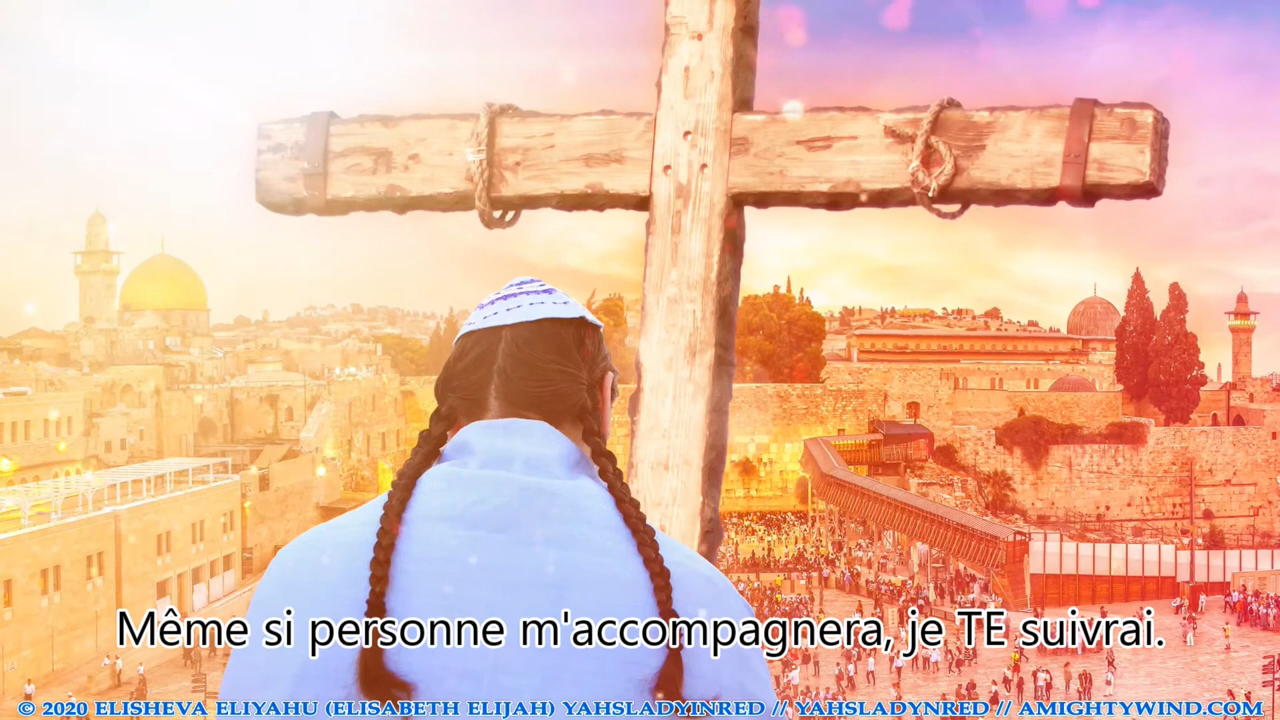 Même si personne m'accompagnera, je TE suivrai.
© 2020 ELISHEVA ELIYAHU (ELISABETH ELIJAH) YAHSLADYINRED // YAHSLADYNRED // AMIGHTYWIND.COM